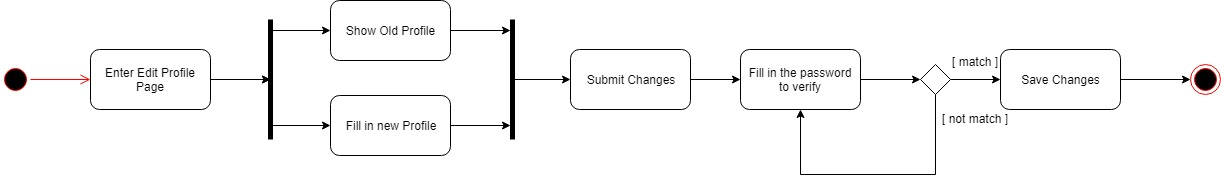 Enter Edit Profile
Page
Show Old Profile
Fill in new Profile
Submit Changes
Fill in the password
to verify
[ match ]
[ not match ]
Save Changes